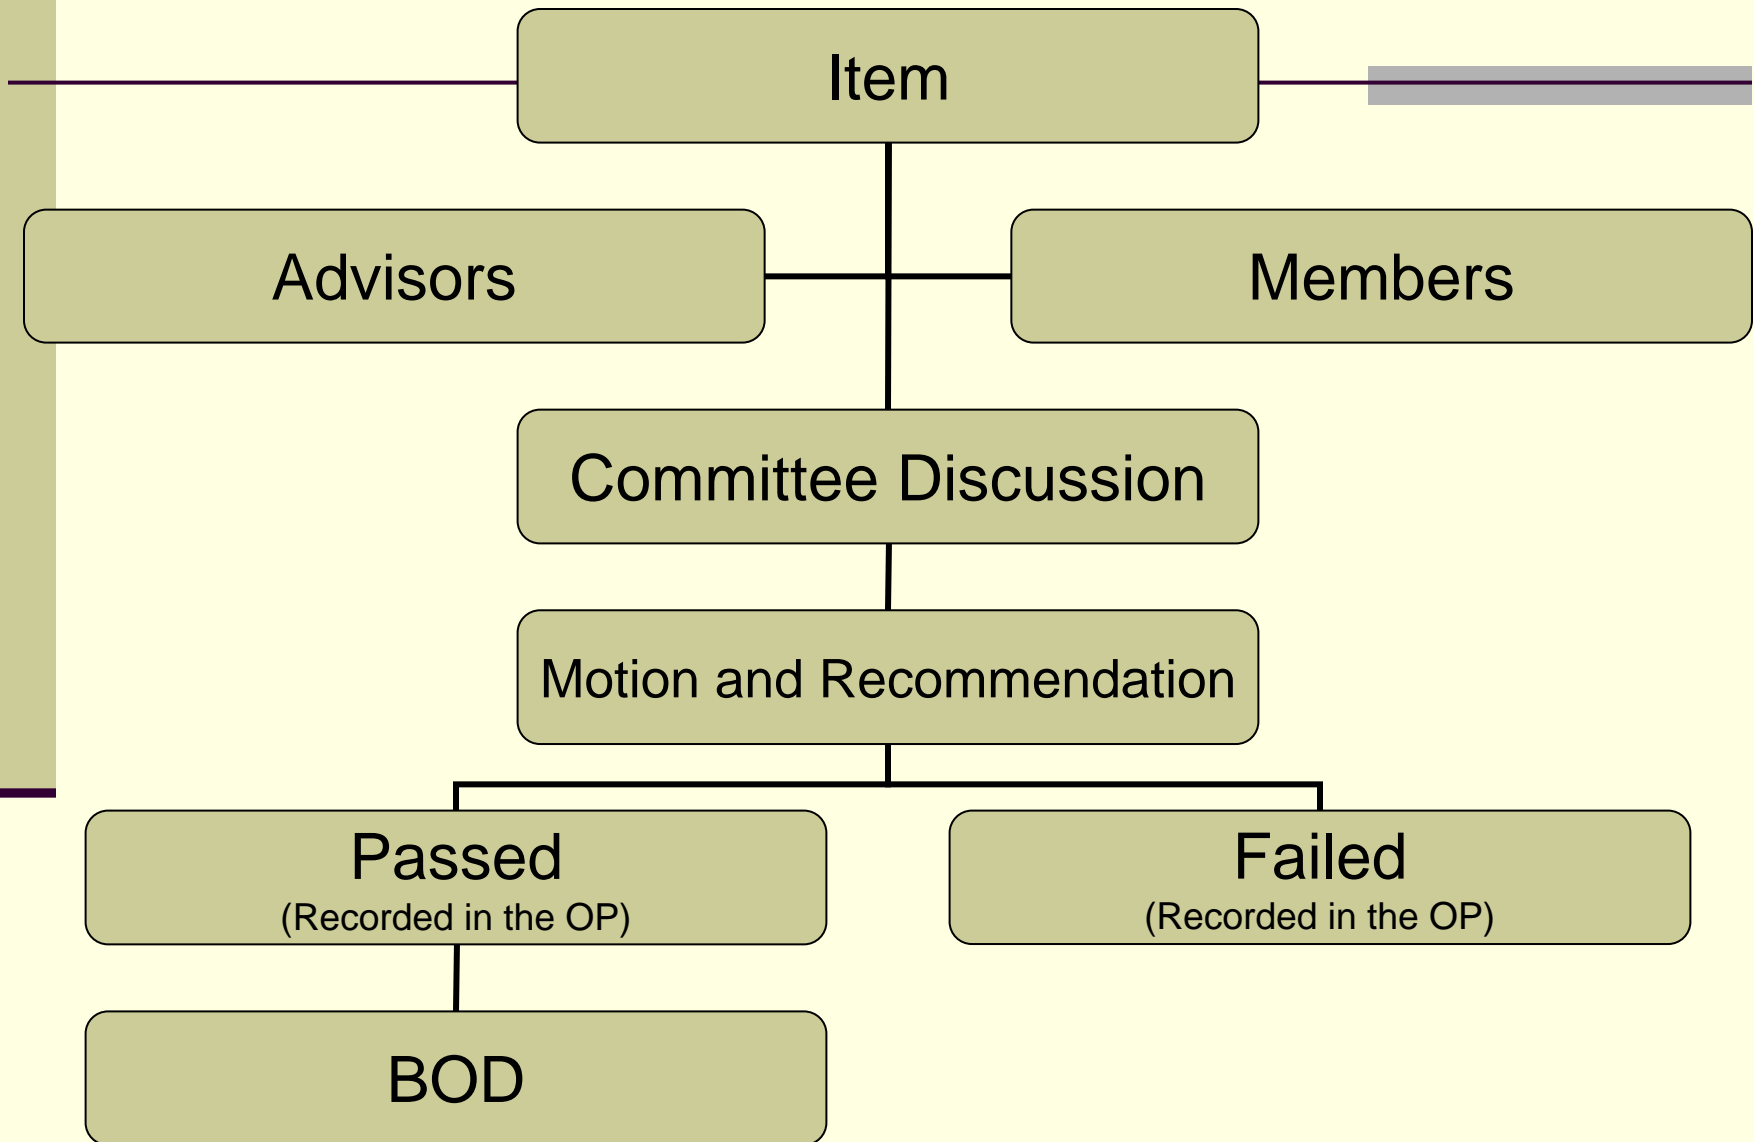 Item
Advisors
Members
Committee Discussion
Motion and Recommendation
Passed
(Recorded in the OP)
Failed
(Recorded in the OP)
BOD